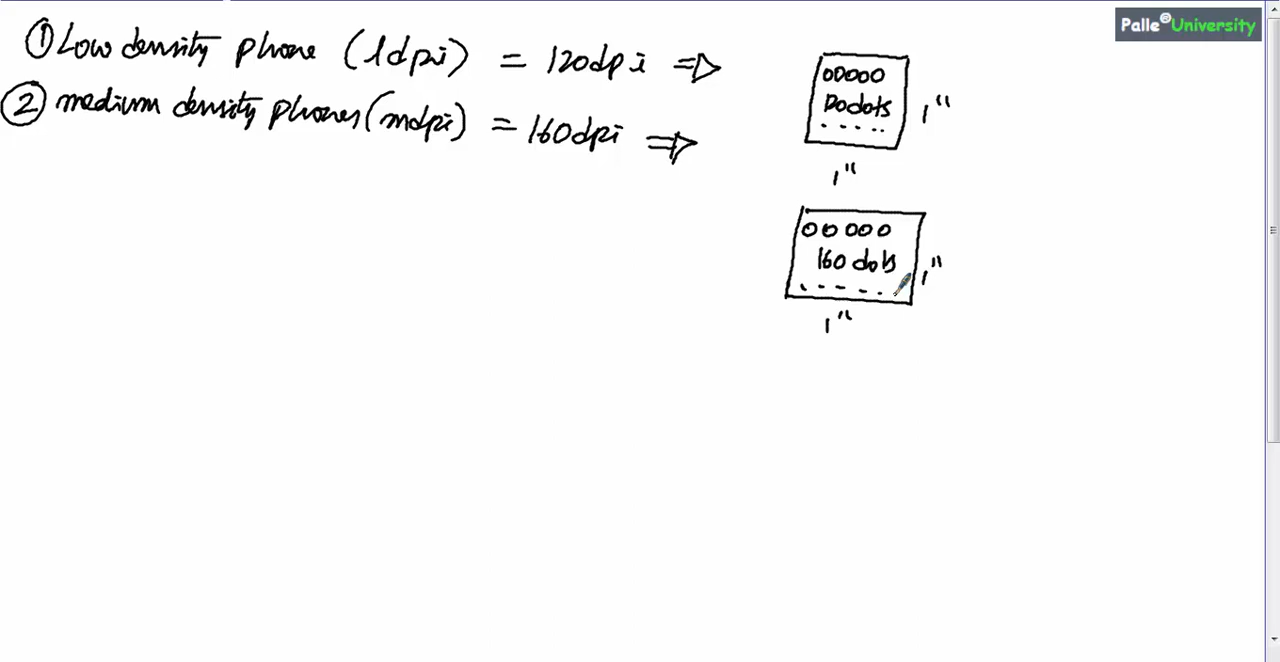 Palle@University
① Low density phone (ldpi) = 120dpi ⇒
② medium density phones (mdpi) = 160dpi ⇒
00000
120dots
.....
1"
1"
00000
160 dots
.....
1"
1"